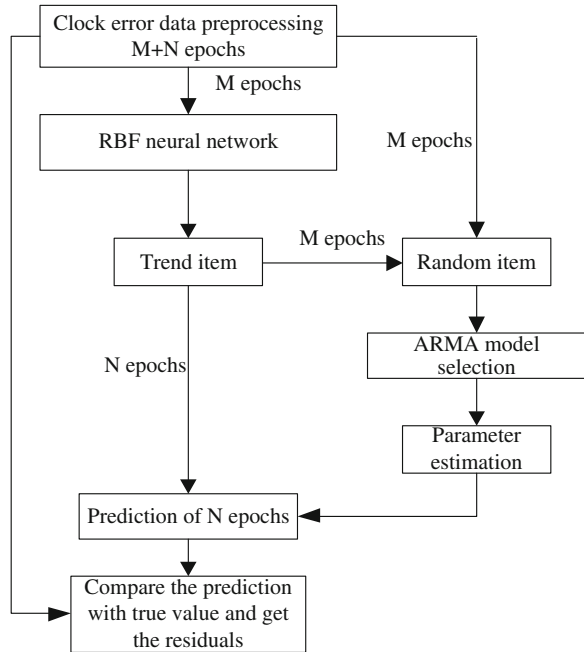 Clock error data preprocessing
M+N epochs
M epochs
RBF neural network
M epochs
M epochs
Trend item
Random item
N epochs
ARMA model
selection
Parameter
estimation
Prediction of N epochs
Compare the prediction
with true value and get
the residuals